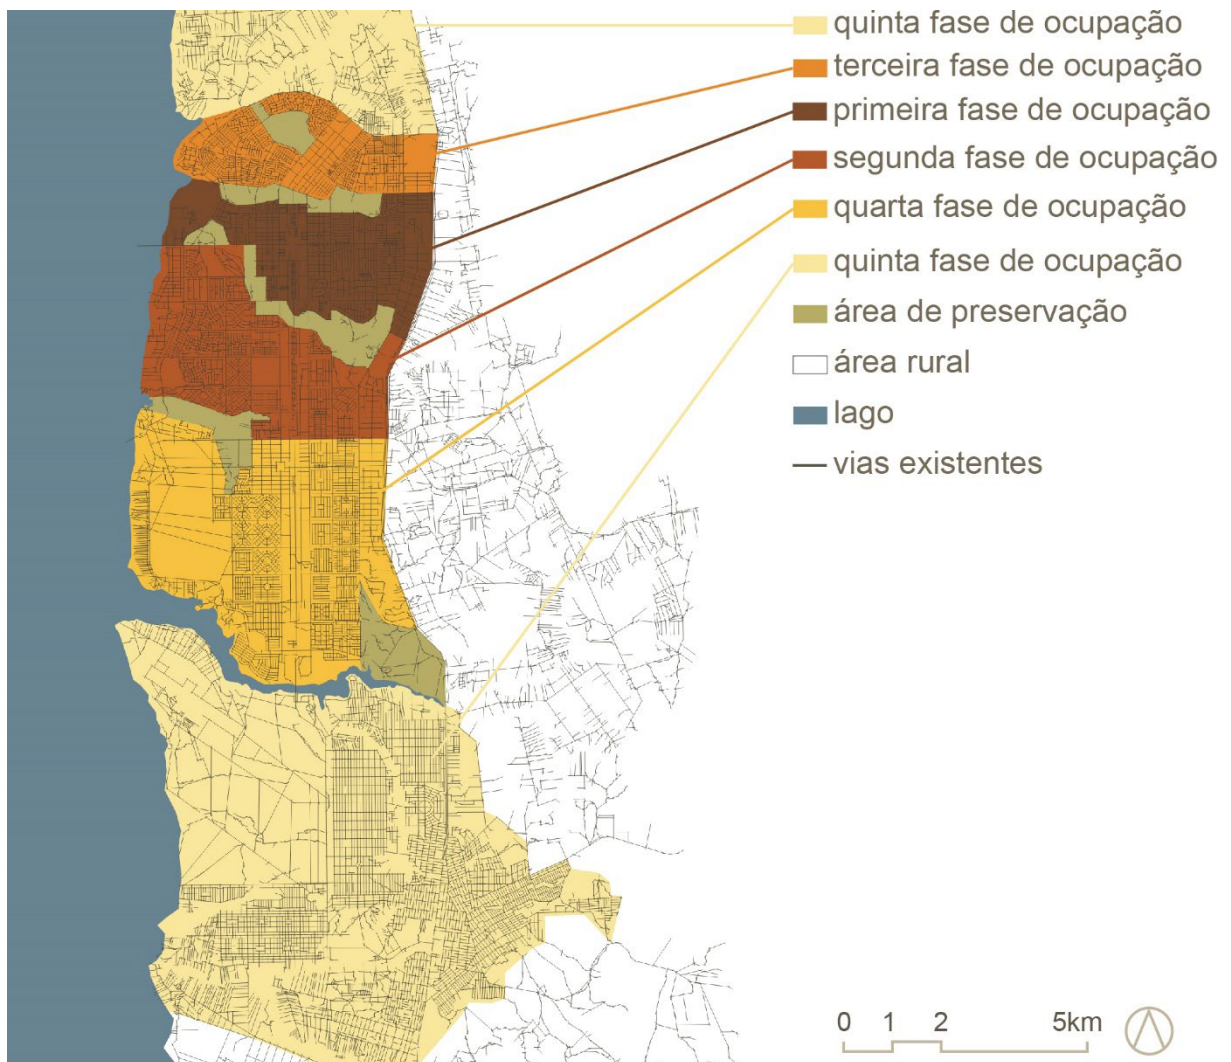 quinta fase de ocupação
terceira fase de ocupação
primeira fase de ocupação
segunda fase de ocupação
quarta fase de ocupação
quinta fase de ocupação
área de preservação
área rural
lago
vias existentes
0 1 2 5km